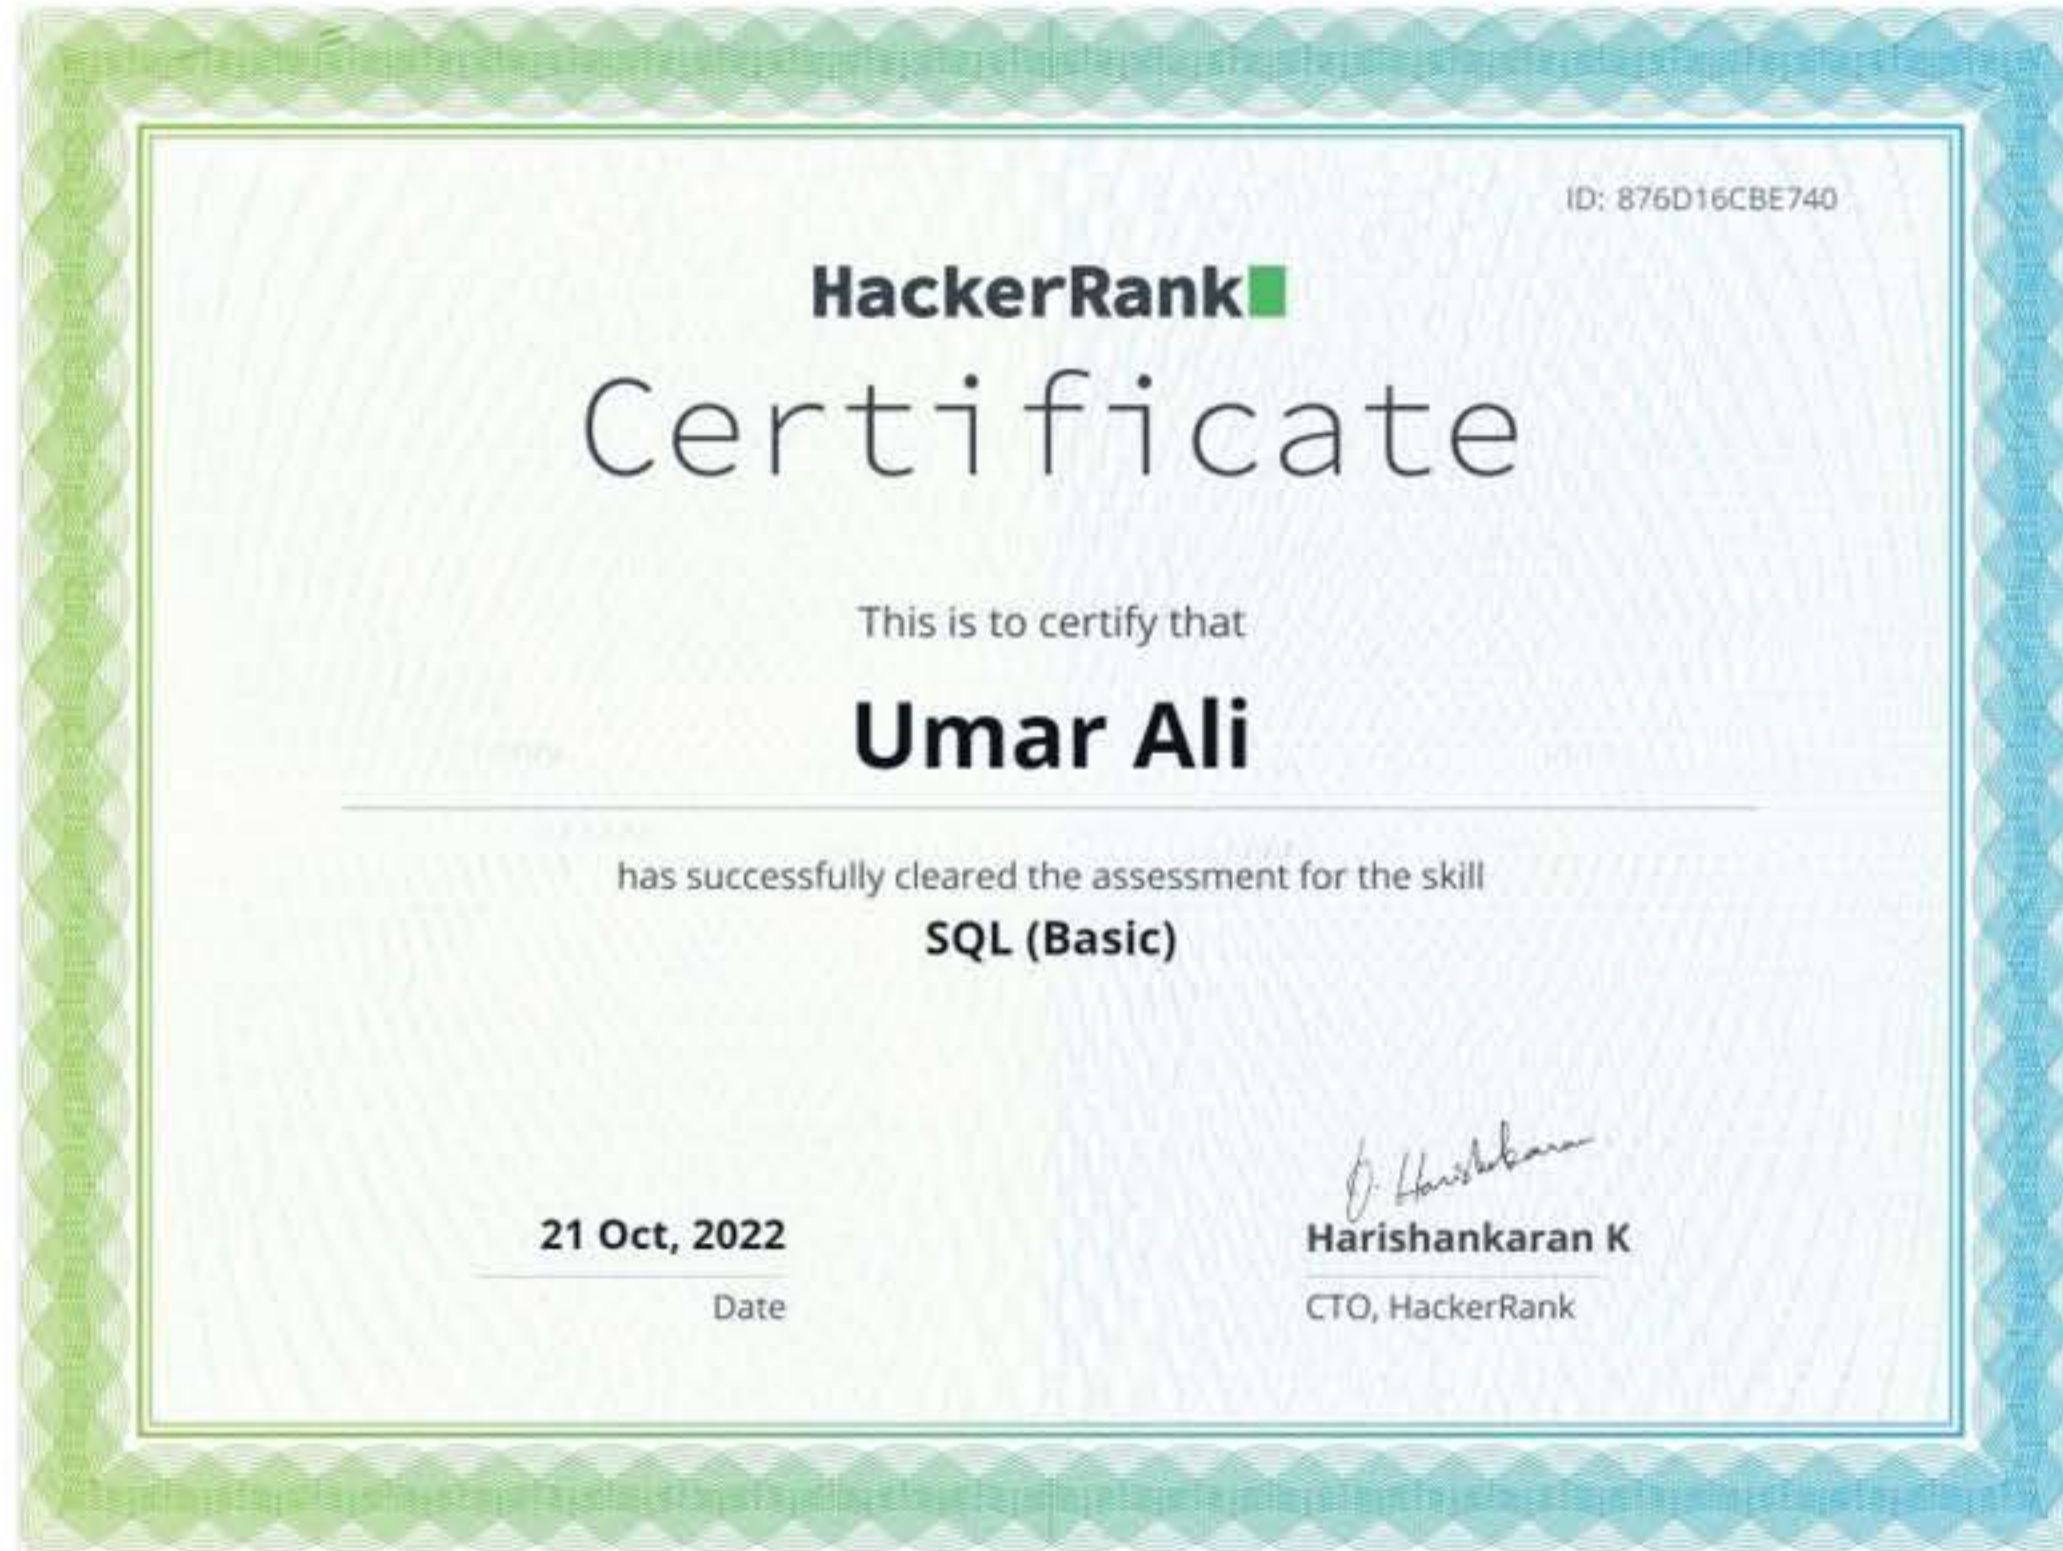 ID: 876D16CBE740
HackerRank
Certificate
This is to certify that
Umar Ali
has successfully cleared the assessment for the skill
SQL (Basic)
D. Harishankaran
21 Oct, 2022
Harishankaran K
Date
CTO, HackerRank